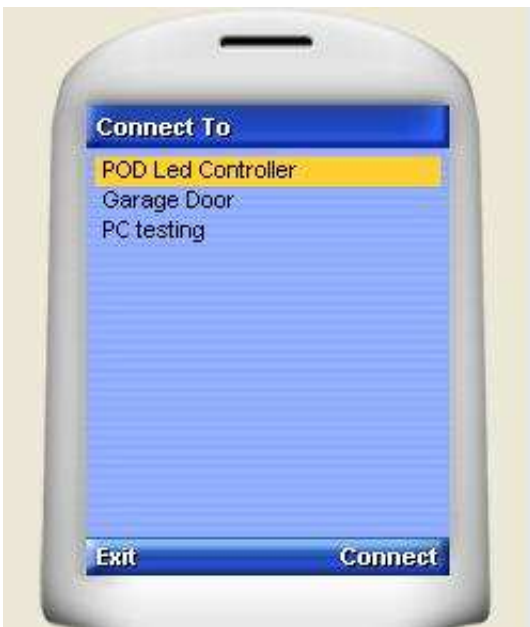 Connect To
POD Led Controller
Garage Door
PC testing
Exit Connect